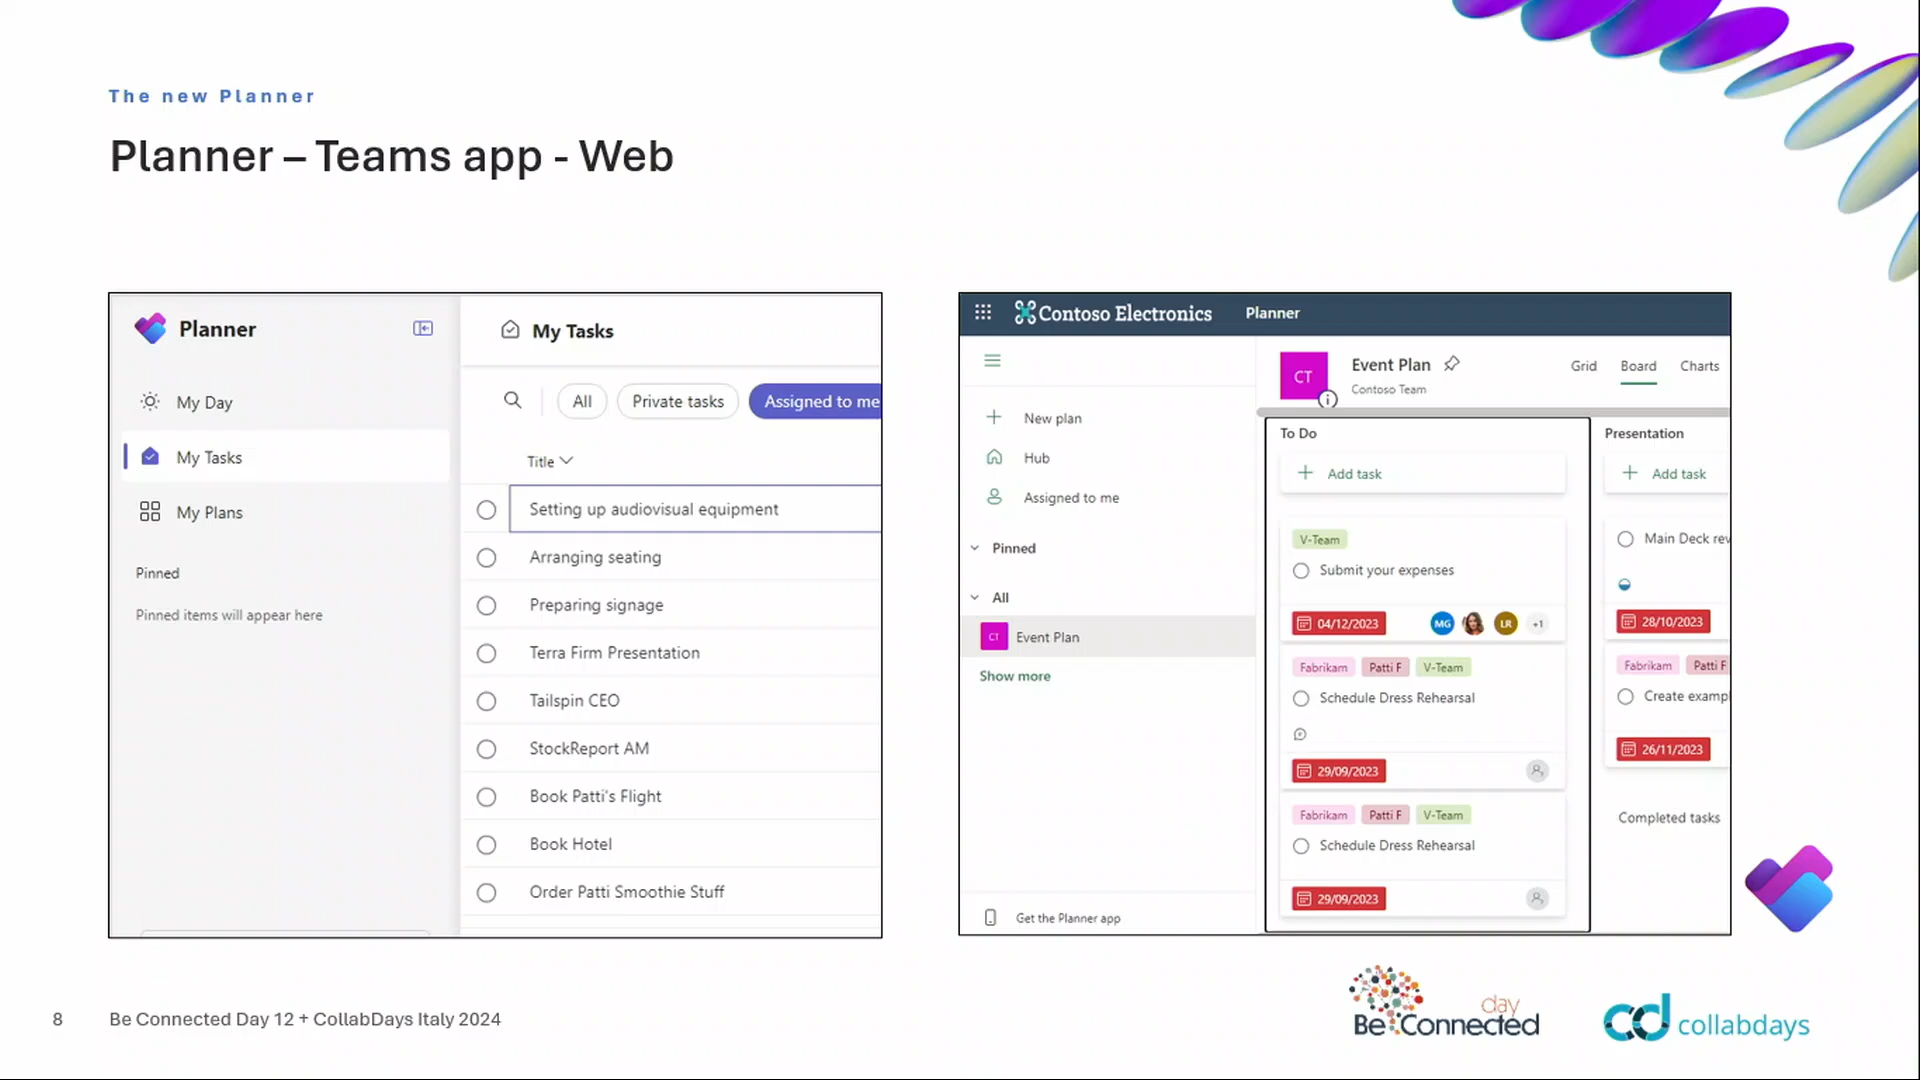 The new Planner
Planner – Teams app - Web
Planner
My Day
My Tasks
My Plans
Pinned
Pinned items will appear here
My Tasks
All
Private tasks
Assigned to me
Title
Setting up audiovisual equipment
Arranging seating
Preparing signage
Terra Firm Presentation
Tailspin CEO
StockReport AM
Book Patti's Flight
Book Hotel
Order Patti Smoothie Stuff
Contoso Electronics
Planner
New plan
Hub
Assigned to me
Pinned
All
CT Event Plan
Show more
Get the Planner app
CT
Event Plan
Contoso Team
Grid
Board
Charts
To Do
Add task
V-Team
Submit your expenses
04/12/2023
MG
LR
+1
Fabrikam Patti F V-Team
Schedule Dress Rehearsal
29/09/2023
Fabrikam Patti F V-Team
Schedule Dress Rehearsal
29/09/2023
Presentation
Add task
Main Deck rev
28/10/2023
Fabrikam Patti F
Create examp
26/11/2023
Completed tasks
8
Be Connected Day 12 + CollabDays Italy 2024
Be Connected day
cd collabdays